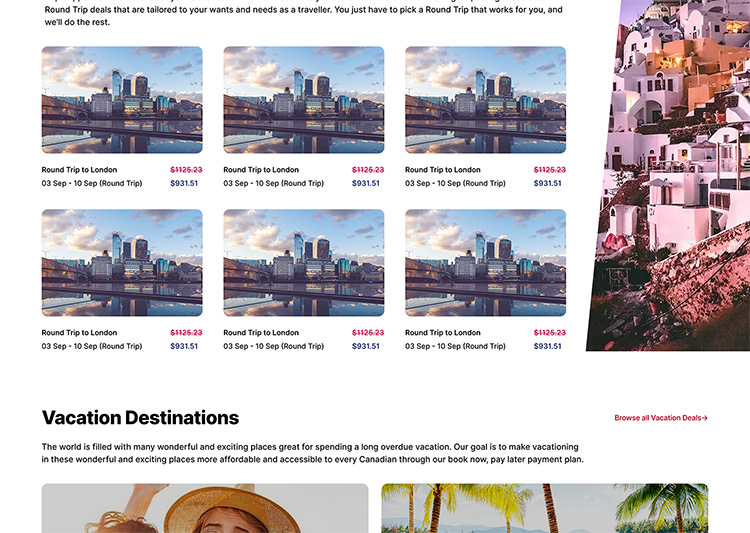 Round Trip deals that are tailored to your wants and needs as a traveller. You just have to pick a Round Trip that works for you, and
we'll do the rest.
Round Trip to London $1125.23
03 Sep - 10 Sep (Round Trip) $931.51
Round Trip to London $1125.23
03 Sep - 10 Sep (Round Trip) $931.51
Round Trip to London $1125.23
03 Sep - 10 Sep (Round Trip) $931.51
Round Trip to London $1125.23
03 Sep - 10 Sep (Round Trip) $931.51
Round Trip to London $1125.23
03 Sep - 10 Sep (Round Trip) $931.51
Round Trip to London $1125.23
03 Sep - 10 Sep (Round Trip) $931.51
Vacation Destinations
Browse all Vacation Deals→
The world is filled with many wonderful and exciting places great for spending a long overdue vacation. Our goal is to make vacationing
in these wonderful and exciting places more affordable and accessible to every Canadian through our book now, pay later payment plan.